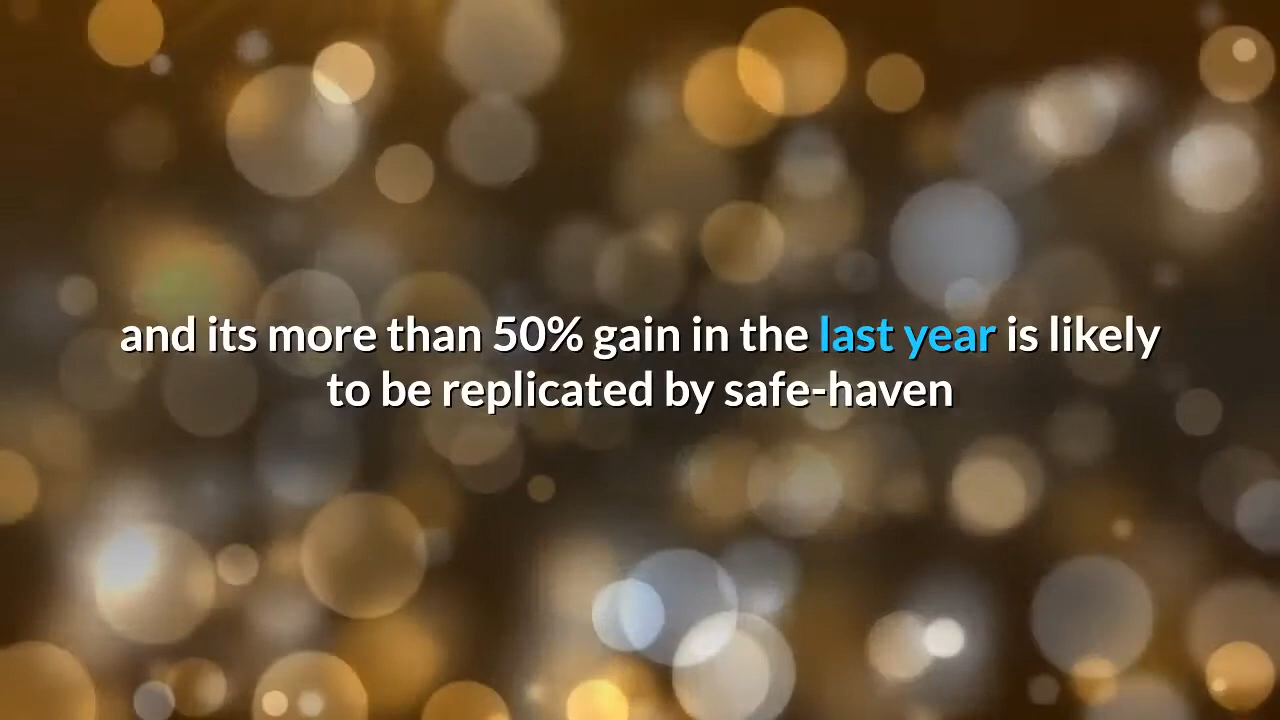 and its more than 50% gain in the last year is likely
to be replicated by safe-haven